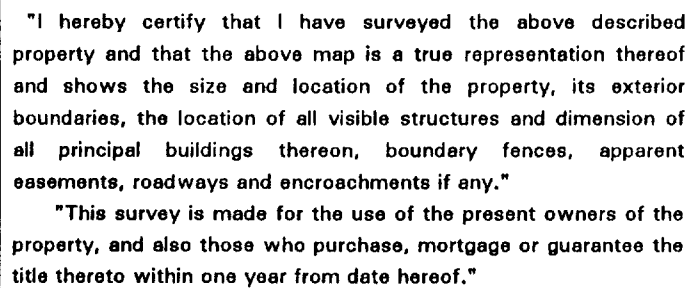 "I hereby certify that I have surveyed the above described
property and that the above map is a true representation thereof
and shows the size and location of the property, its exterior
boundaries, the location of all visible structures and dimension of
all principal buildings thereon, boundary fences, apparent
easements, roadways and encroachments if any."
"This survey is made for the use of the present owners of the
property, and also those who purchase, mortgage or guarantee the
title thereto within one year from date hereof."